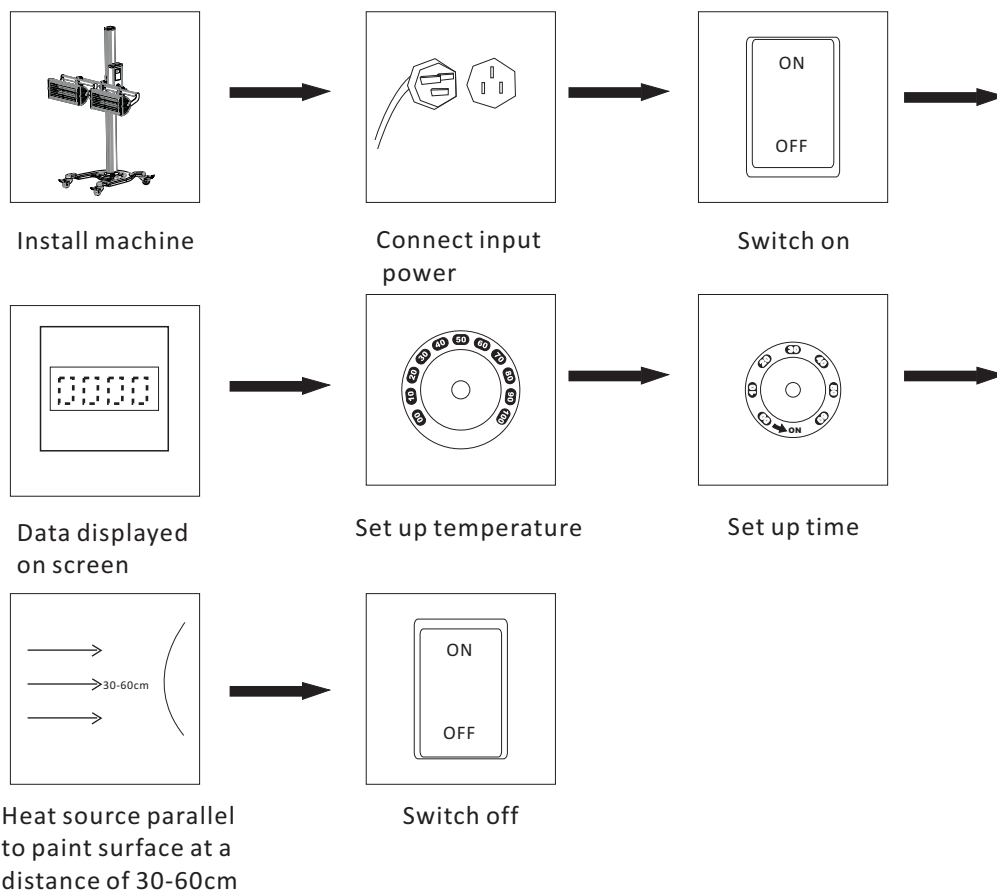 ON
OFF
Install machine
Connect input
power
Switch on
0000
00 10 20 30 40 50 60 70 80 90 100
ON
Data displayed
on screen
Set up temperature
Set up time
30-60cm
ON
OFF
Heat source parallel
to paint surface at a
distance of 30-60cm
Switch off